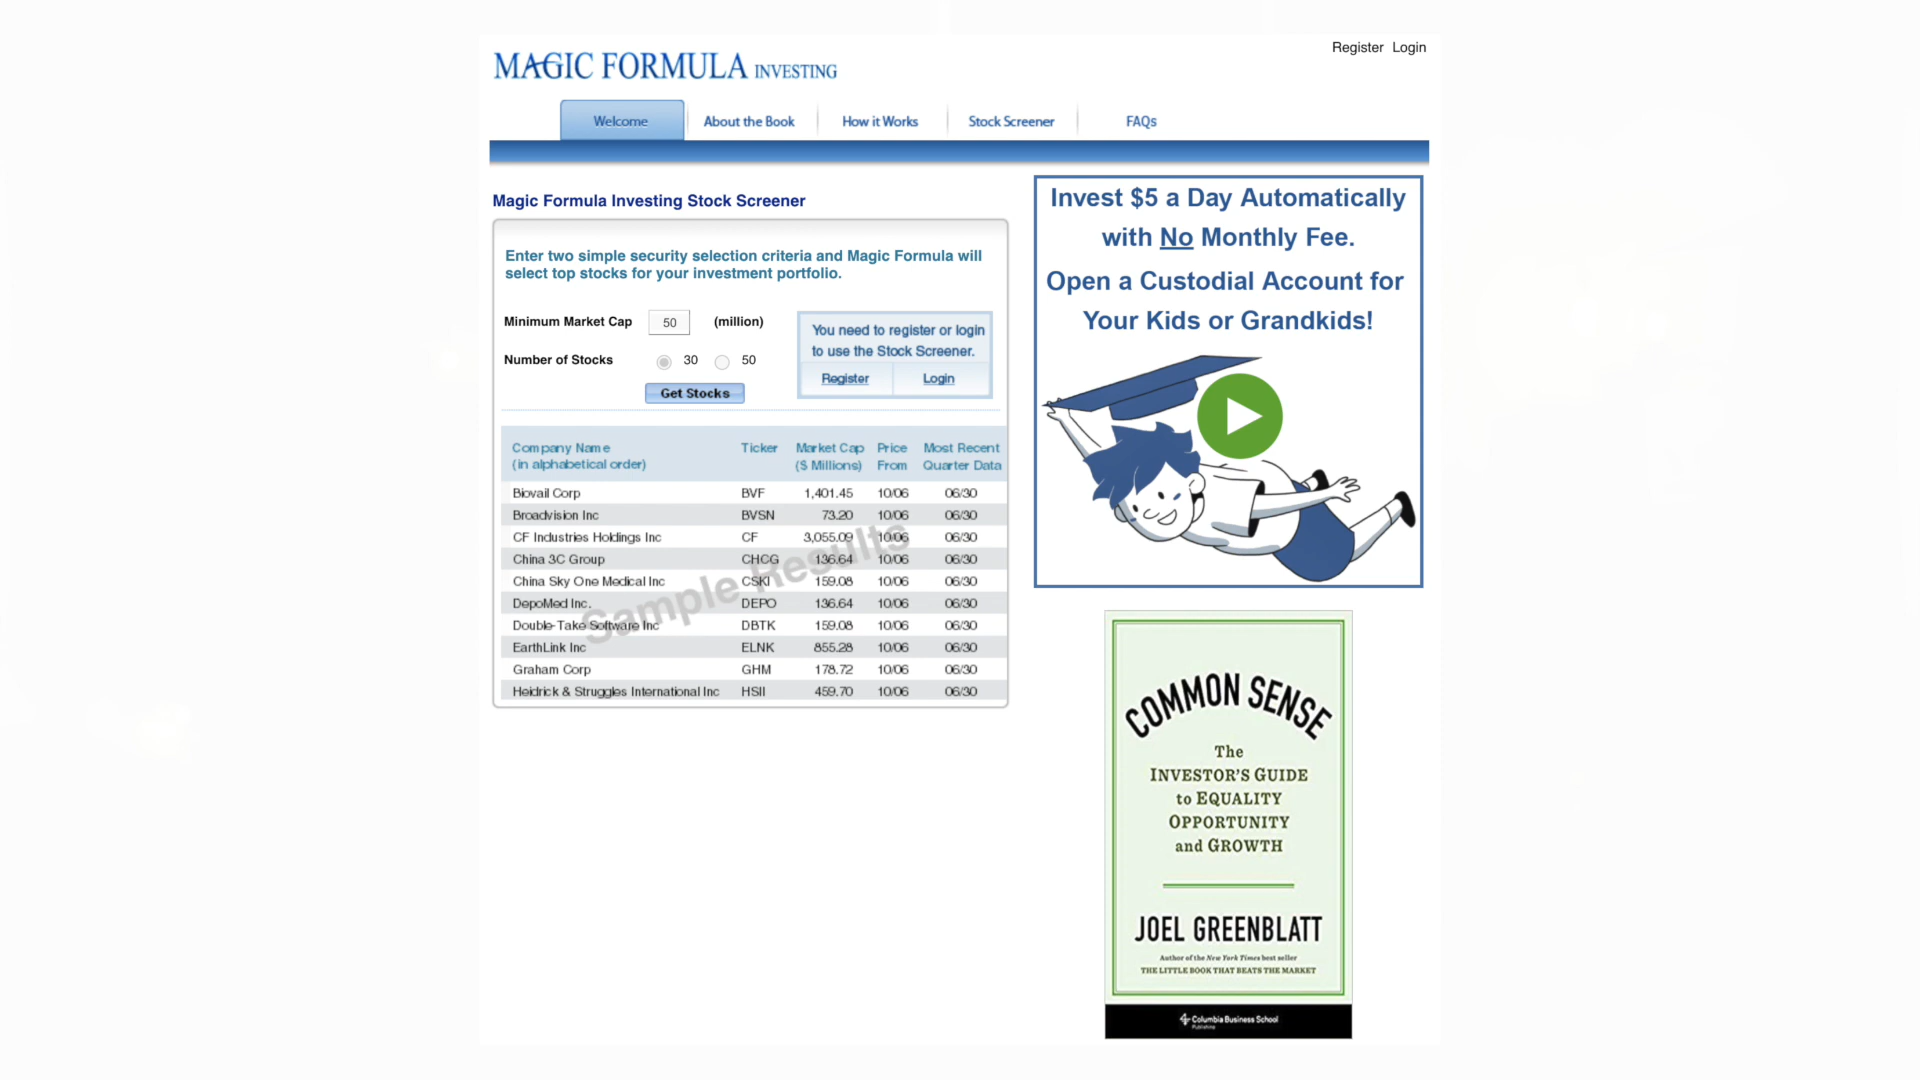 Register Login
MAGIC FORMULA INVESTING
Welcome About the Book How it Works Stock Screener FAQs
Magic Formula Investing Stock Screener
Enter two simple security selection criteria and Magic Formula will
select top stocks for your investment portfolio.
Minimum Market Cap 50 (million)
Number of Stocks 30 50
Get Stocks
You need to register or login
to use the Stock Screener.
Register Login
Company Name Ticker Market Cap Price Most Recent
(in alphabetical order) ($ Millions) From Quarter Data
Biovail Corp BVF 1,401.45 10/06 06/30
Broadvision Inc BVSN 73.20 10/06 06/30
CF Industries Holdings Inc CF 3,055.09 10/06 06/30
China 3C Group CHCG 136.64 10/06 06/30
China Sky One Medical Inc CSKI 159.08 10/06 06/30
DepoMed Inc. DEPO 136.64 10/06 06/30
Double-Take Software Inc DBTK 159.08 10/06 06/30
EarthLink Inc ELNK 855.28 10/06 06/30
Graham Corp GHM 178.72 10/06 06/30
Heidrick & Struggles International Inc HSII 459.70 10/06 06/30
Sample Results
Invest $5 a Day Automatically
with No Monthly Fee.
Open a Custodial Account for
Your Kids or Grandkids!
COMMON SENSE
The
INVESTOR'S GUIDE
to EQUALITY
OPPORTUNITY
and GROWTH
JOEL GREENBLATT
Author of the New York Times best seller
THE LITTLE BOOK THAT BEATS THE MARKET
Columbia Business School
Publishing